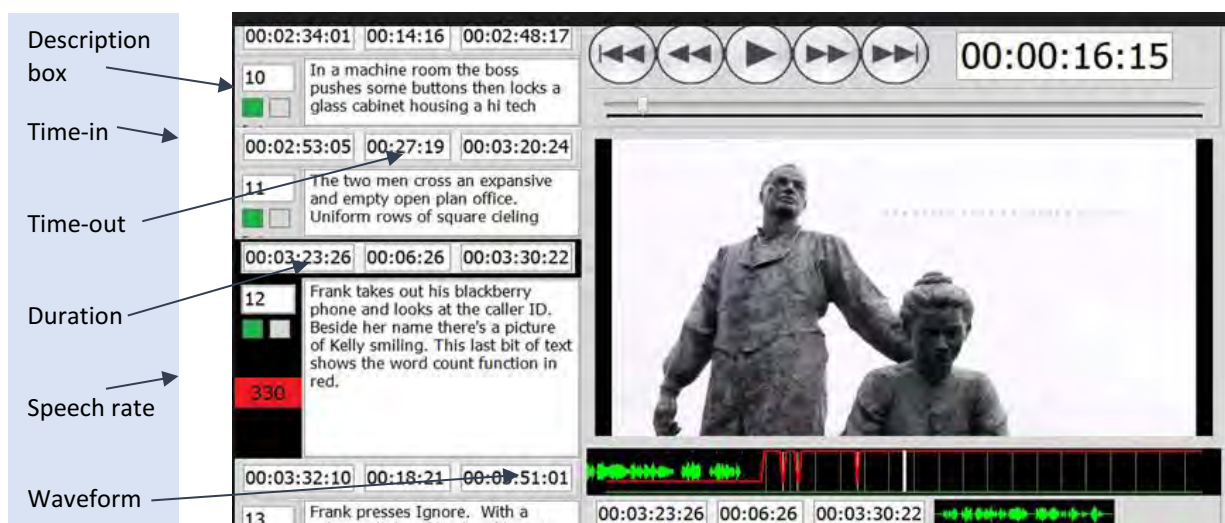 Description
box
Time-in
Time-out
Duration
Speech rate
Waveform
00:02:34:01 00:14:16 00:02:48:17
10
In a machine room the boss
pushes some buttons then locks a
glass cabinet housing a hi tech
00:02:53:05 00:27:19 00:03:20:24
11
The two men cross an expansive
and empty open plan office.
Uniform rows of square cieling
00:03:23:26 00:06:26 00:03:30:22
12
Frank takes out his blackberry
phone and looks at the caller ID.
Beside her name there's a picture
of Kelly smiling. This last bit of text
shows the word count function in
red.
330
00:03:32:10 00:18:21 00:03:51:01
13
Frank presses Ignore. With a
00:00:16:15
00:03:23:26 00:06:26 00:03:30:22